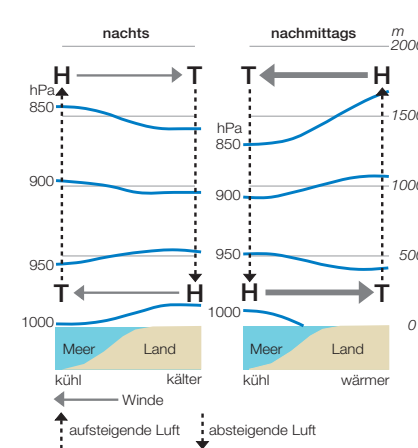 nachts nachmittags m
2000
H T T H
hPa
850 1500
hPa
850
900 1000
900
950 950 500
T H H T
1000 1000 0
Meer Land Meer Land
kühl kälter kühl wärmer
Winde
aufsteigende Luft absteigende Luft